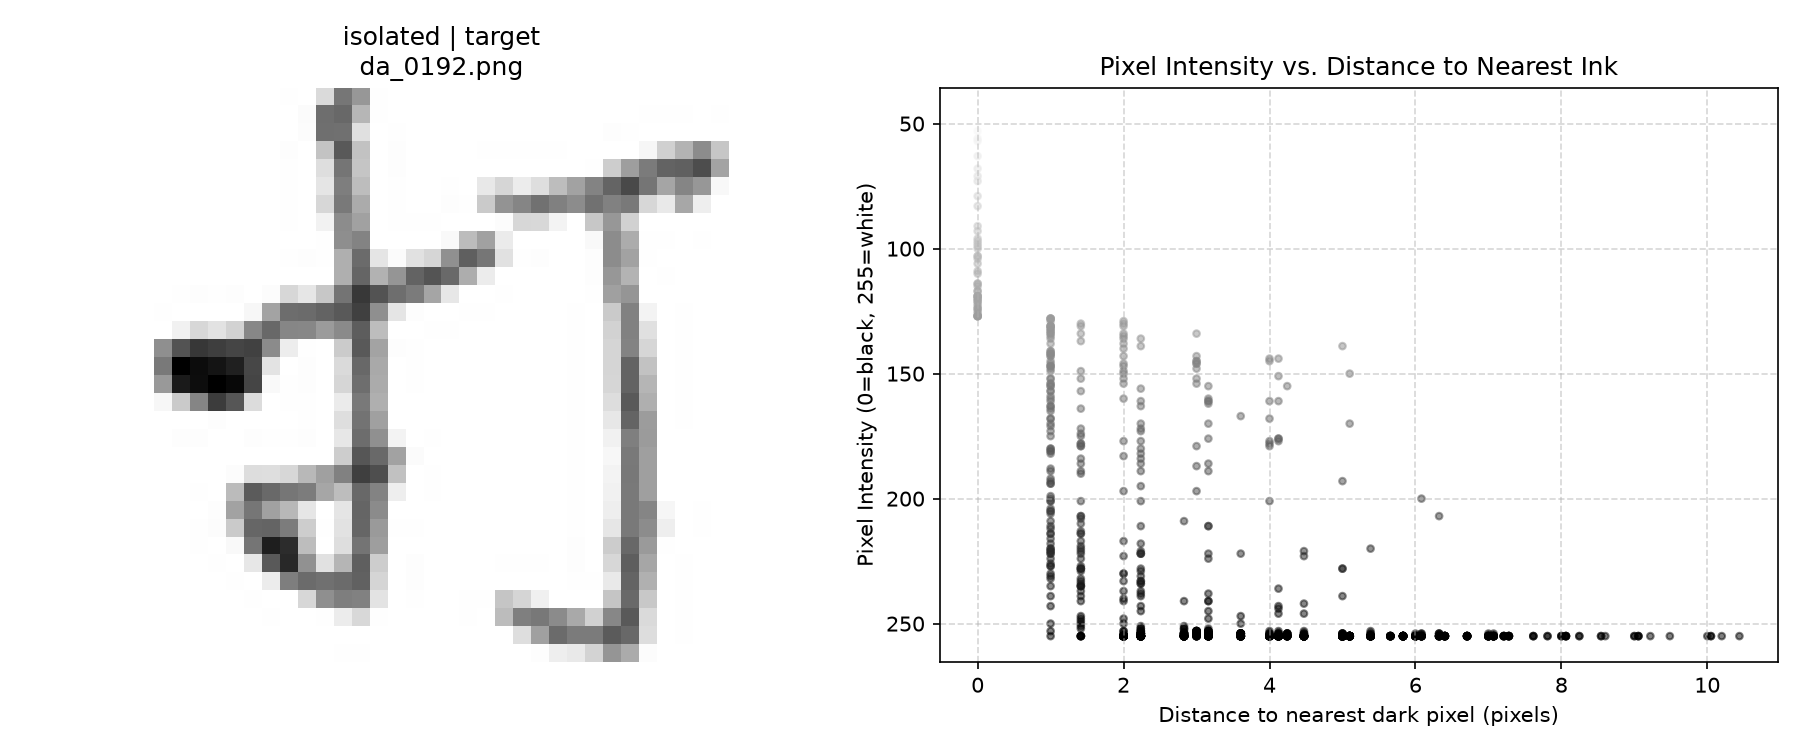 isolated | target
da_0192.png
打
Pixel Intensity vs. Distance to Nearest Ink
Pixel Intensity (0=black, 255=white)
50
100
150
200
250
0 2 4 6 8 10
Distance to nearest dark pixel (pixels)